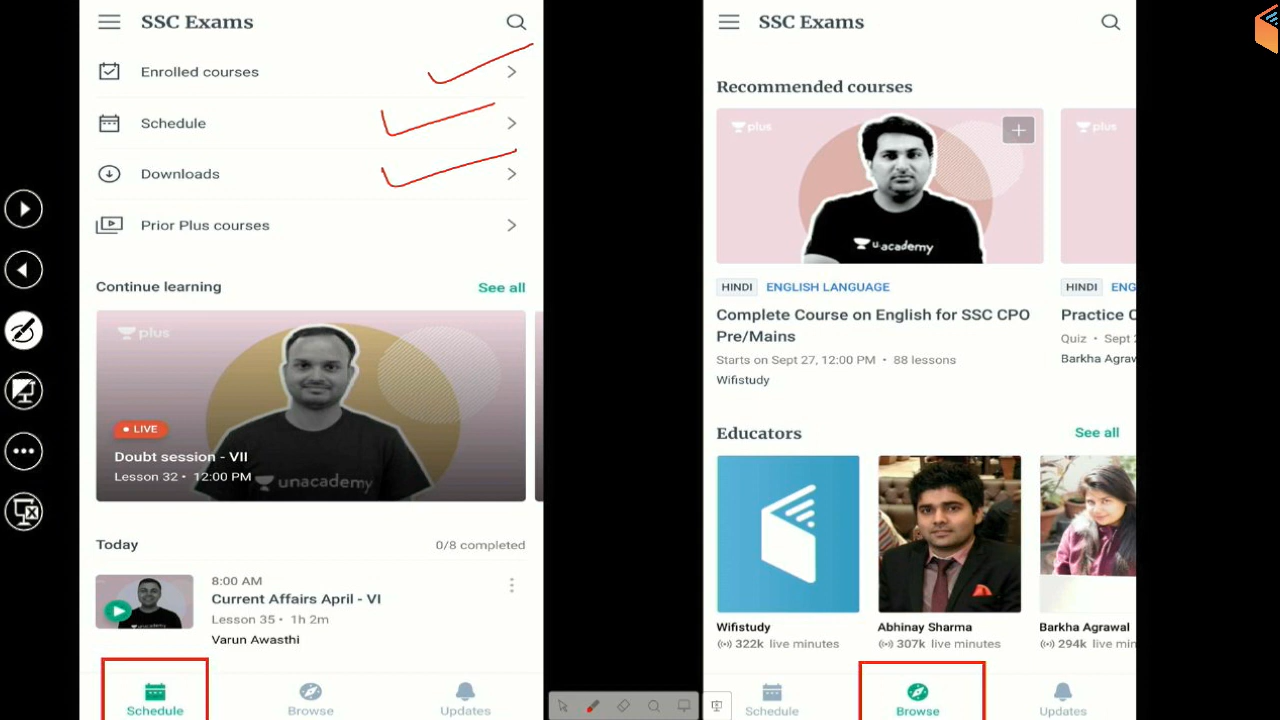 SSC Exams
Enrolled courses
Schedule
Downloads
Prior Plus courses
Continue learning
See all
plus
LIVE
Doubt session - VII
Lesson 32 • 12:00 PM
unacademy
Today
0/8 completed
8:00 AM
Current Affairs April - VI
Lesson 35 • 1h 2m
Varun Awasthi
Schedule
Browse
Updates
SSC Exams
Recommended courses
plus
unacademy
HINDI ENGLISH LANGUAGE
Complete Course on English for SSC CPO
Pre/Mains
Starts on Sept 27, 12:00 PM • 88 lessons
Wifistudy
plus
HINDI ENG
Practice C
Quiz • Sept 2
Barkha Agraw
Educators
See all
Wifistudy
322k live minutes
Abhinay Sharma
307k live minutes
Barkha Agrawal
294k live min
Schedule
Browse
Updates